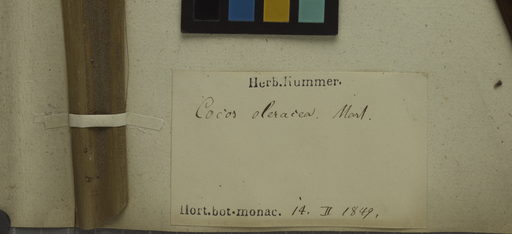 Herb.Kummer.
Cocos oleracea. Mart.
Hort.bot.monac. 14. II 1849.